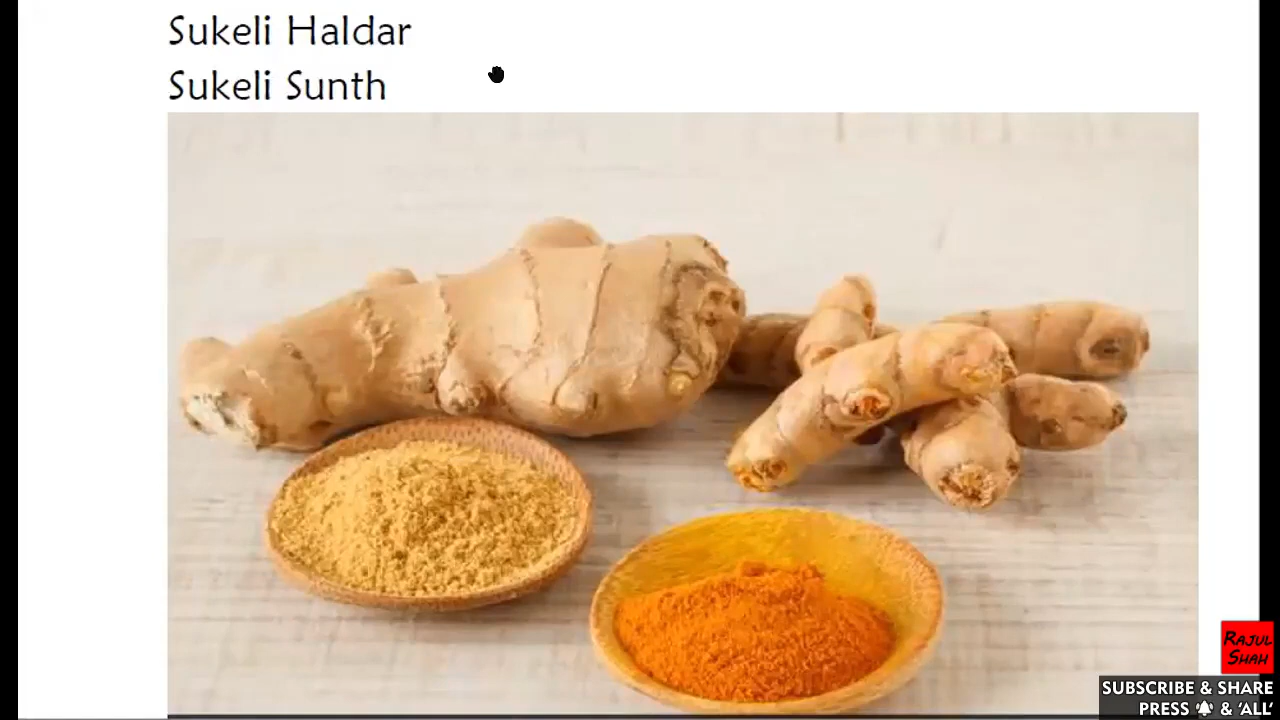 Sukeli Haldar
Sukeli Sunth
RAJUL
SHAH
SUBSCRIBE & SHARE
PRESS 🔔 & 'ALL'